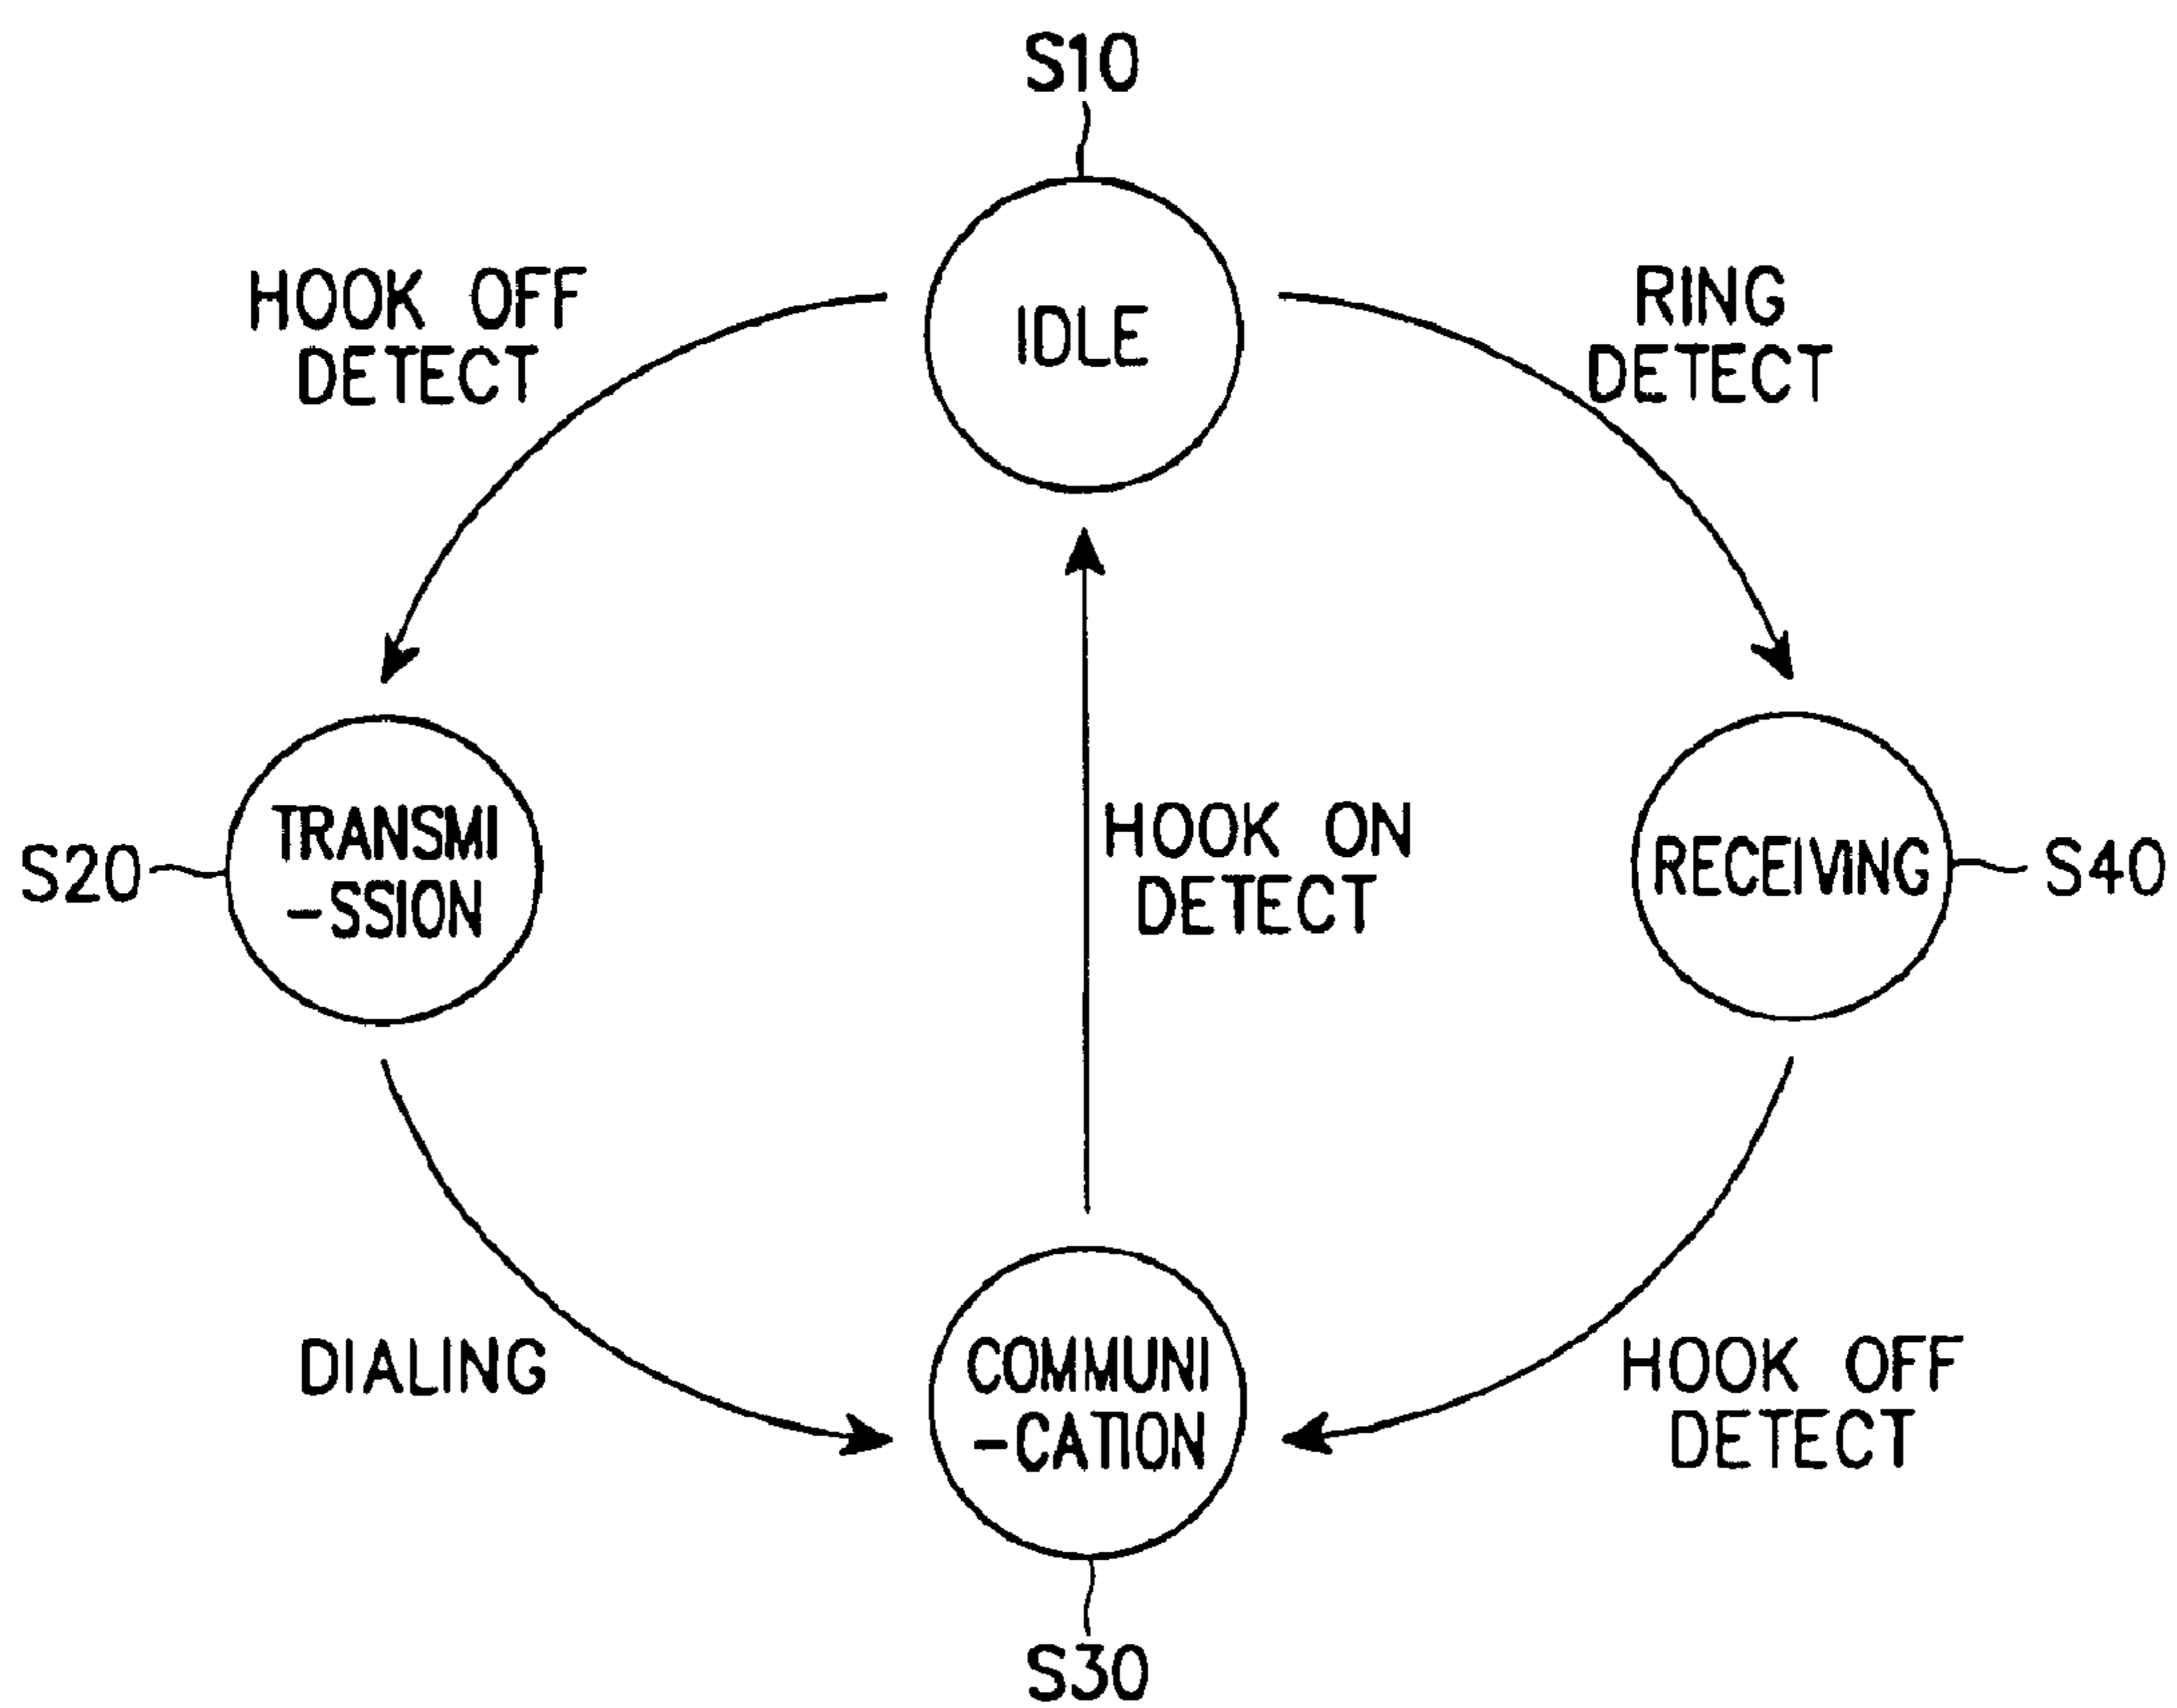 S10
HOOK OFF
DETECT
IDLE
RING
DETECT
S20
TRANSMI
-SSION
HOOK ON
DETECT
RECEIVING
S40
DIALING
COMMUNI
-CATION
HOOK OFF
DETECT
S30